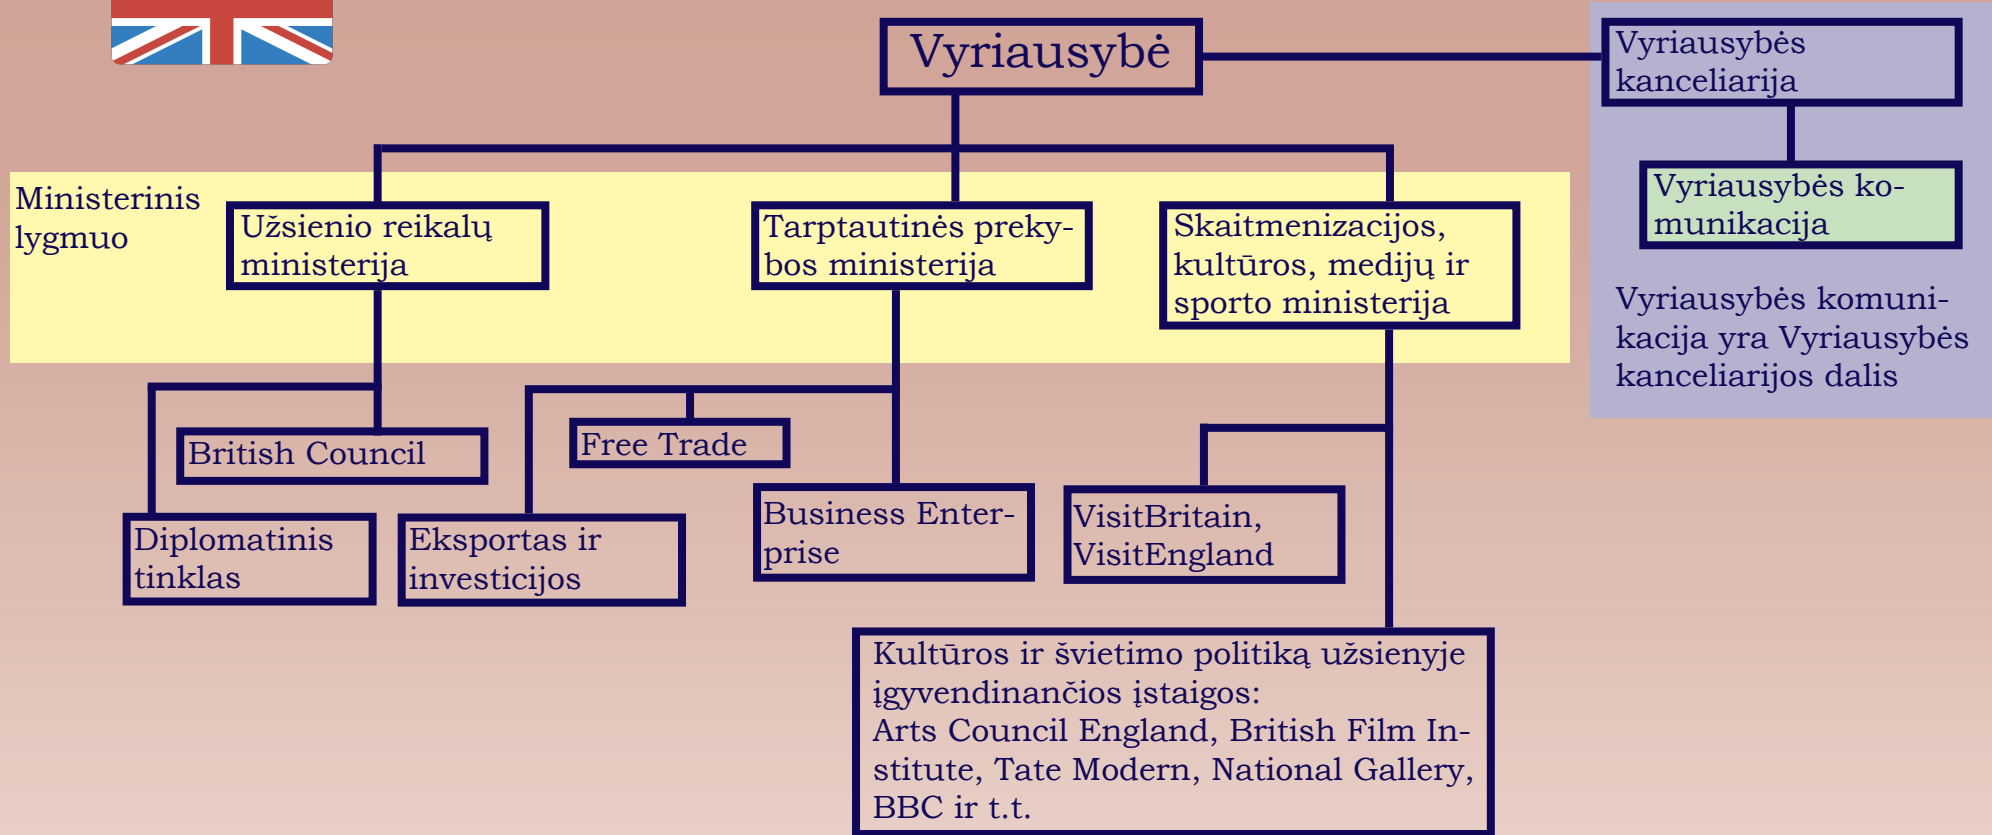 Vyriausybė
Vyriausybės
kanceliarija
Vyriausybės ko-
munikacija
Vyriausybės komuni-
kacija yra Vyriausybės
kanceliarijos dalis
Ministerinis
lygmuo
Užsienio reikalų
ministerija
Tarptautinės preky-
bos ministerija
Skaitmenizacijos,
kultūros, medijų ir
sporto ministerija
British Council
Diplomatinis
tinklas
Free Trade
Eksportas ir
investicijos
Business Enter-
prise
VisitBritain,
VisitEngland
Kultūros ir švietimo politiką užsienyje
įgyvendinančios įstaigos:
Arts Council England, British Film In-
stitute, Tate Modern, National Gallery,
BBC ir t.t.